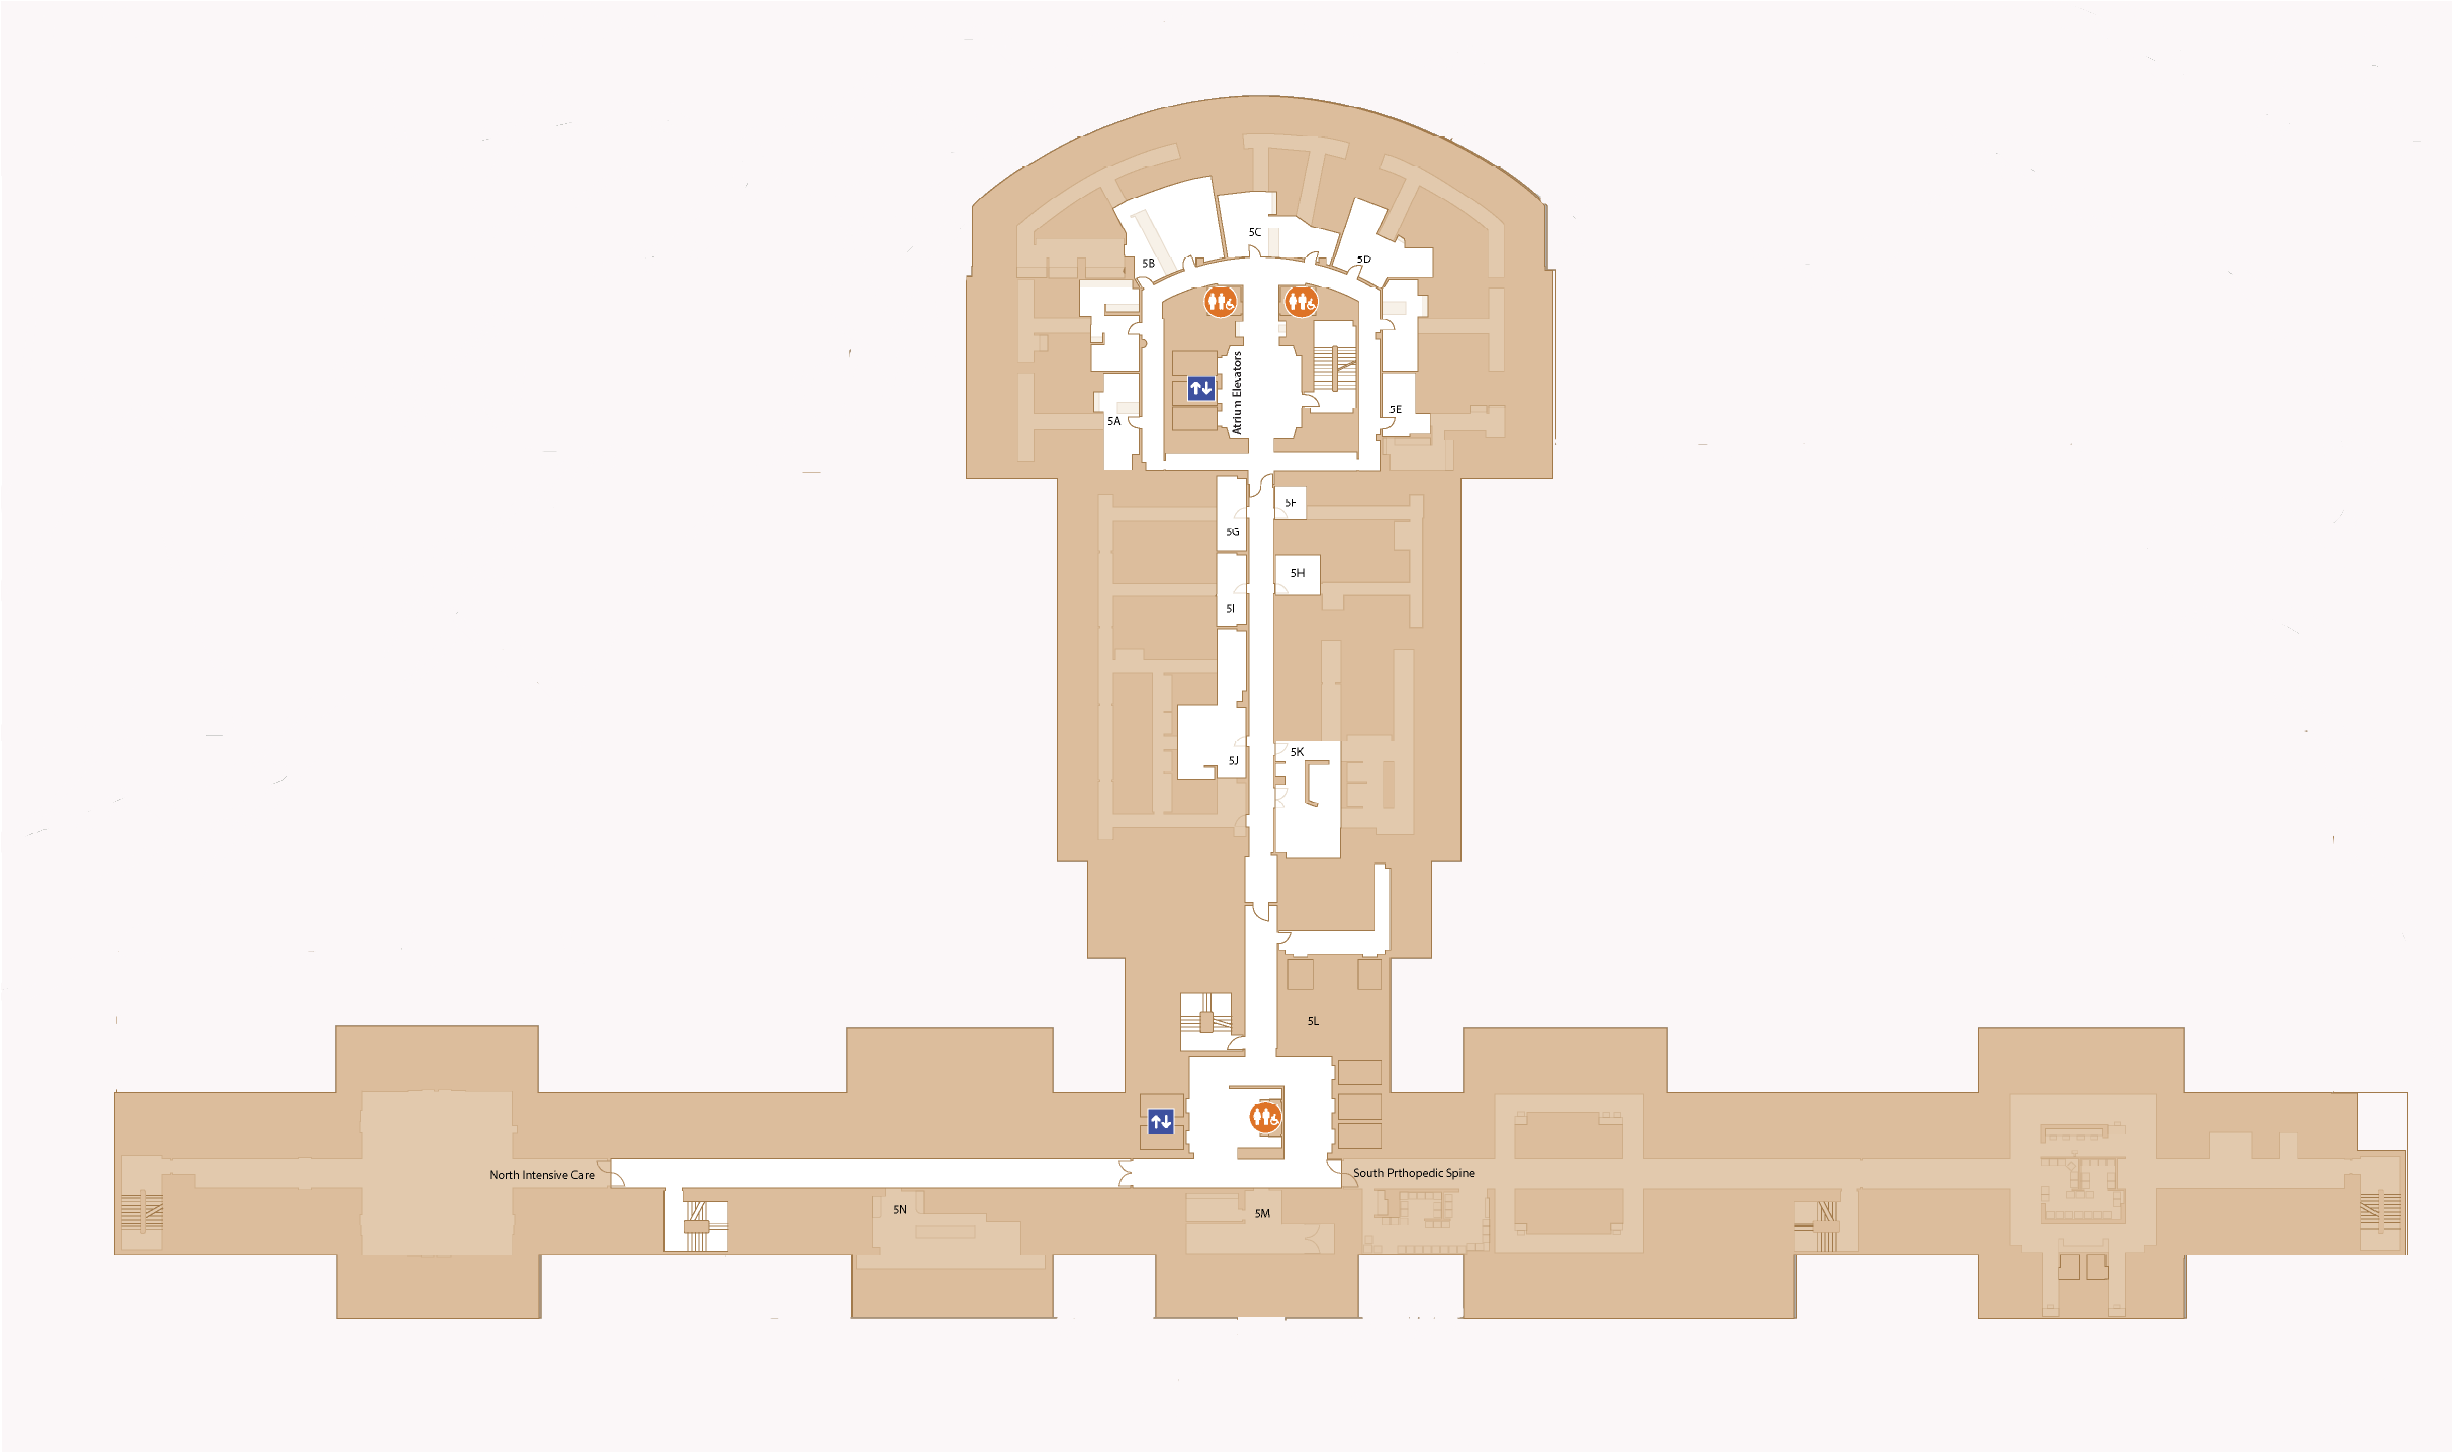 5C
5B
5D
Atrium Elevators
5E
5A
5F
5G
5H
5I
5K
5J
5L
North Intensive Care
South Prthopedic Spine
5N
5M